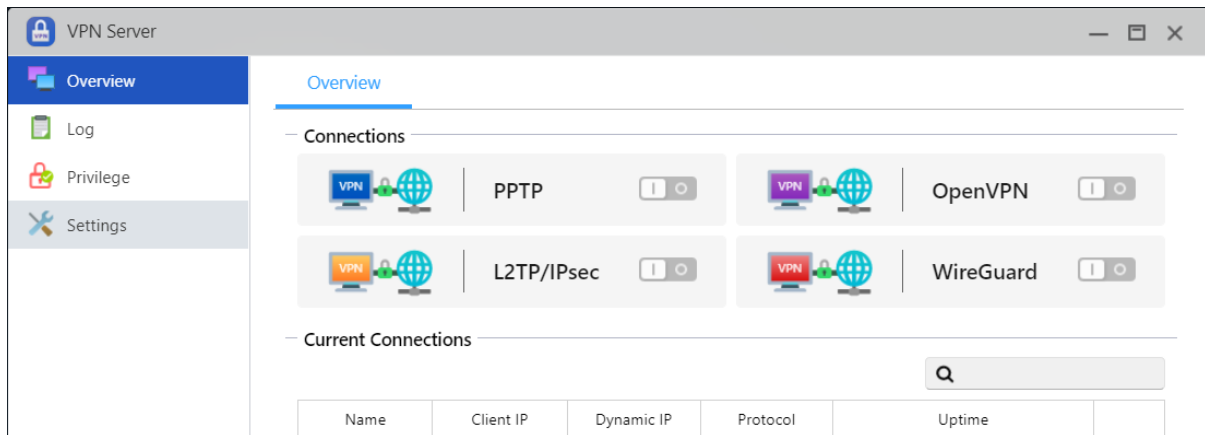 VPN Server
Overview
Log
Privilege
Settings
Overview
Connections
VPN PPTP
VPN OpenVPN
VPN L2TP/IPsec
VPN WireGuard
Current Connections
Name Client IP Dynamic IP Protocol Uptime